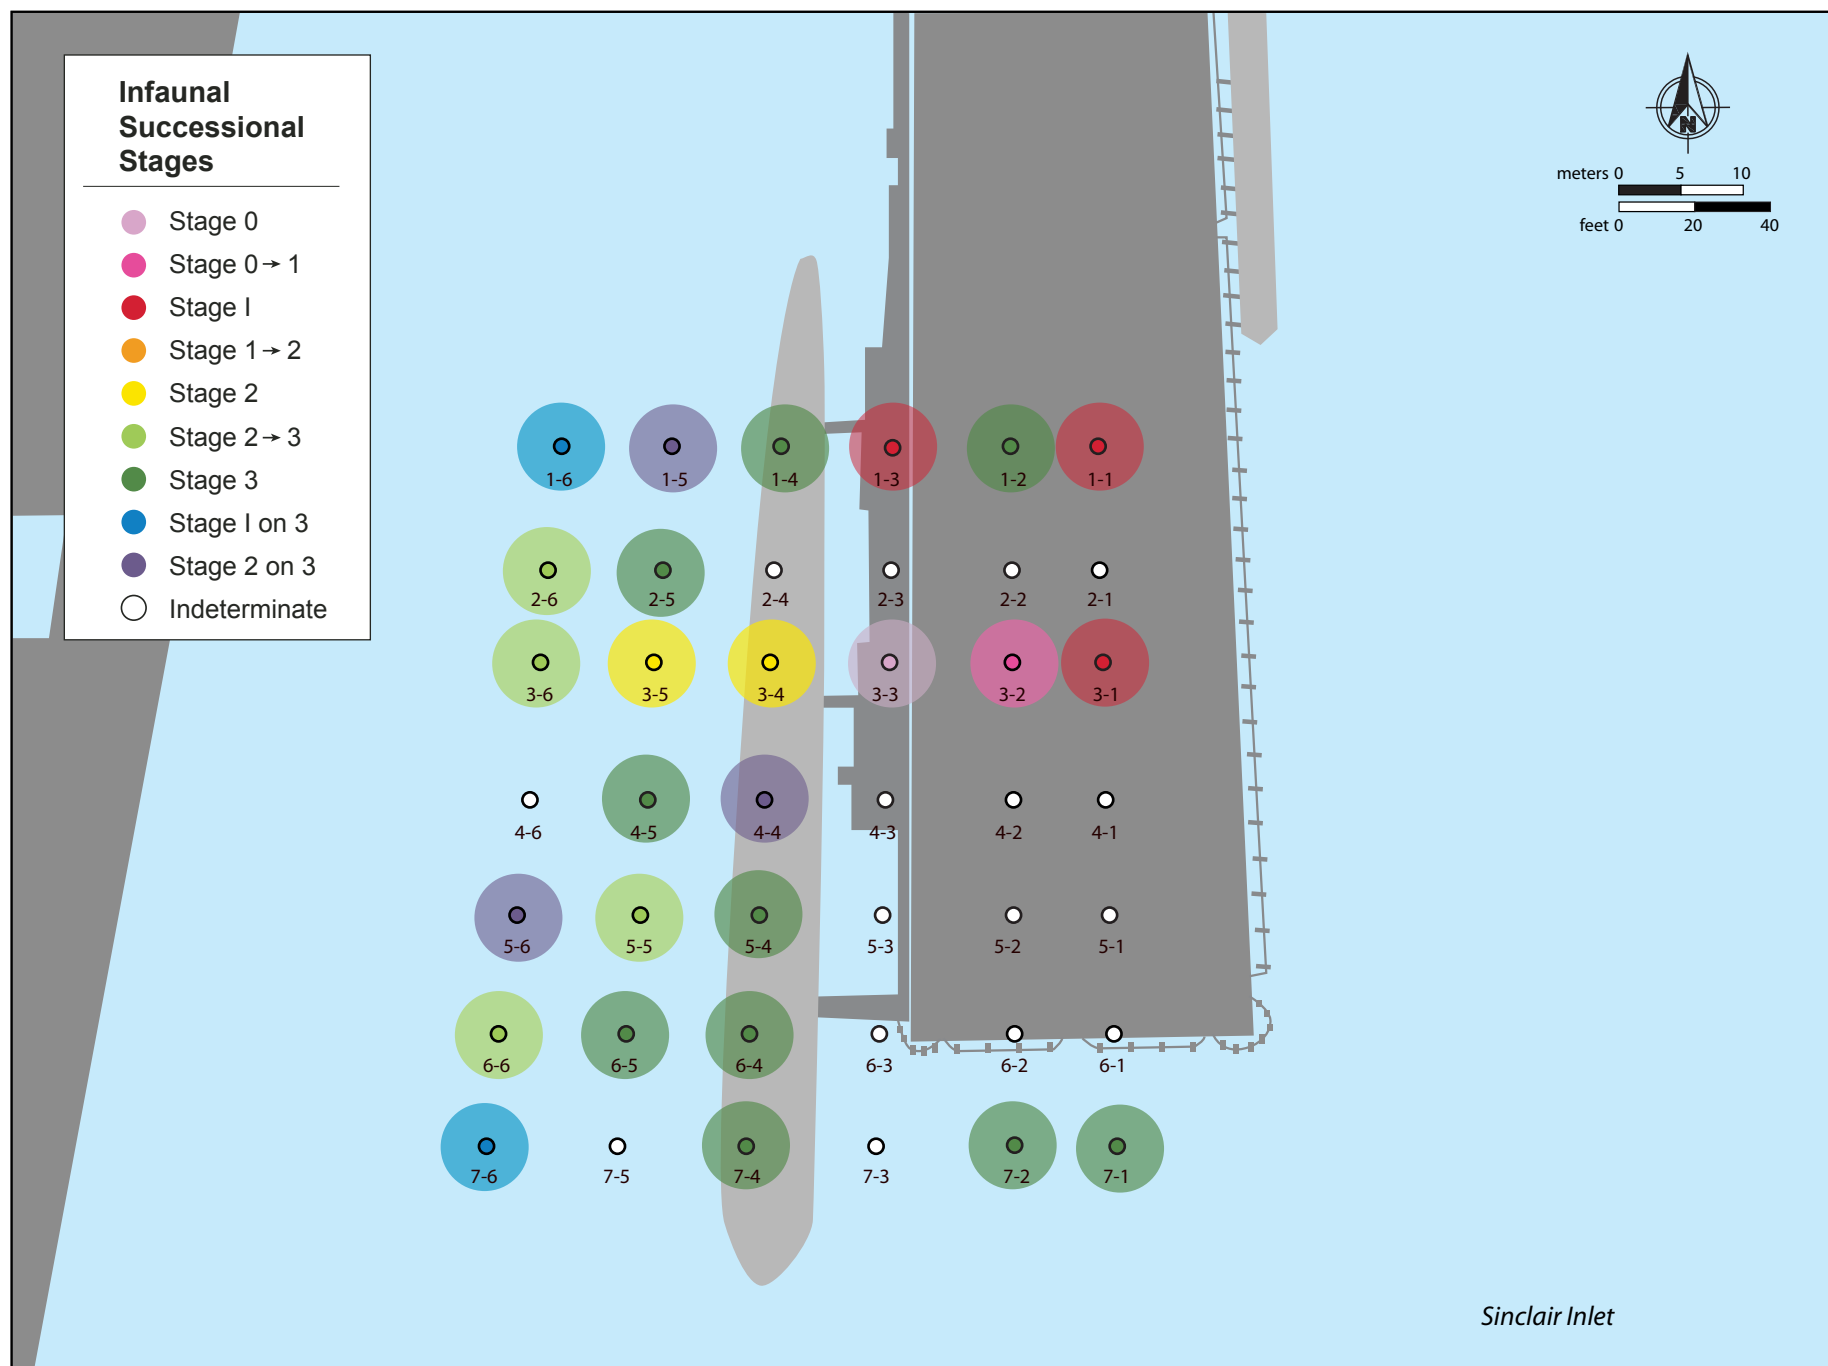 Infaunal
Successional
Stages
Stage 0
Stage 0→1
Stage I
Stage 1→2
Stage 2
Stage 2→3
Stage 3
Stage I on 3
Stage 2 on 3
Indeterminate
N
meters 0 5 10
feet 0 20 40
1-6 1-5 1-4 1-3 1-2 1-1
2-6 2-5 2-4 2-3 2-2 2-1
3-6 3-5 3-4 3-3 3-2 3-1
4-6 4-5 4-4 4-3 4-2 4-1
5-6 5-5 5-4 5-3 5-2 5-1
6-6 6-5 6-4 6-3 6-2 6-1
7-6 7-5 7-4 7-3 7-2 7-1
Sinclair Inlet